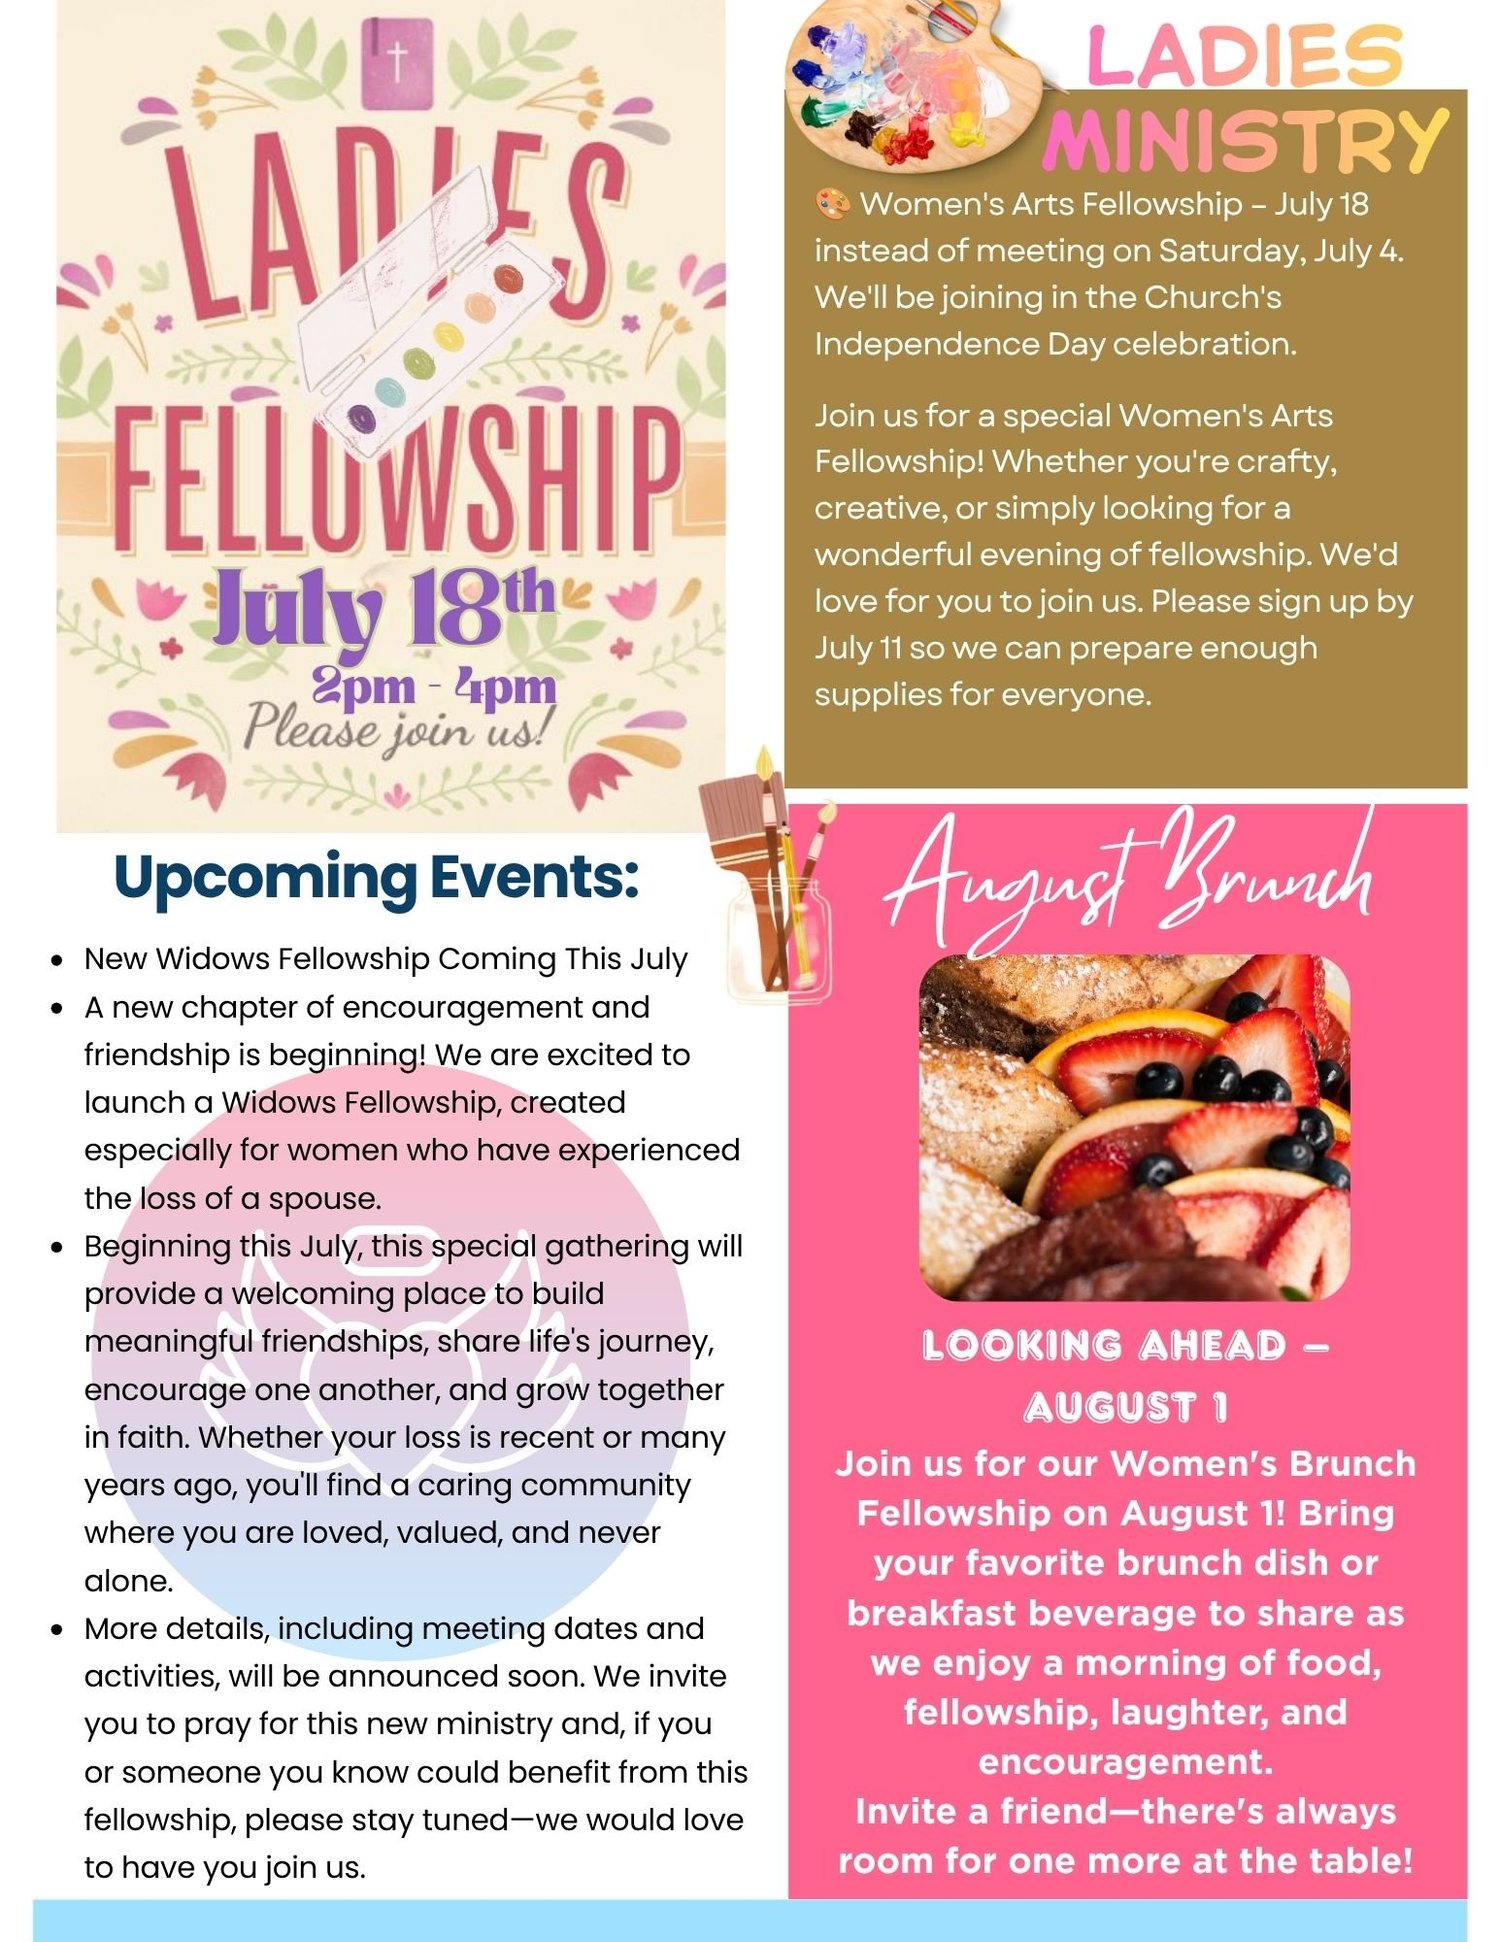 LADIES
FELLOWSHIP
July 18th
2pm - 4pm
Please join us!
LADIES
MINISTRY
🎨 Women's Arts Fellowship – July 18
instead of meeting on Saturday, July 4.
We'll be joining in the Church's
Independence Day celebration.
Join us for a special Women's Arts
Fellowship! Whether you're crafty,
creative, or simply looking for a
wonderful evening of fellowship. We'd
love for you to join us. Please sign up by
July 11 so we can prepare enough
supplies for everyone.
Upcoming Events:
• New Widows Fellowship Coming This July
• A new chapter of encouragement and
friendship is beginning! We are excited to
launch a Widows Fellowship, created
especially for women who have experienced
the loss of a spouse.
• Beginning this July, this special gathering will
provide a welcoming place to build
meaningful friendships, share life's journey,
encourage one another, and grow together
in faith. Whether your loss is recent or many
years ago, you'll find a caring community
where you are loved, valued, and never
alone.
• More details, including meeting dates and
activities, will be announced soon. We invite
you to pray for this new ministry and, if you
or someone you know could benefit from this
fellowship, please stay tuned—we would love
to have you join us.
August Brunch
LOOKING AHEAD –
AUGUST 1
Join us for our Women's Brunch
Fellowship on August 1! Bring
your favorite brunch dish or
breakfast beverage to share as
we enjoy a morning of food,
fellowship, laughter, and
encouragement.
Invite a friend—there's always
room for one more at the table!